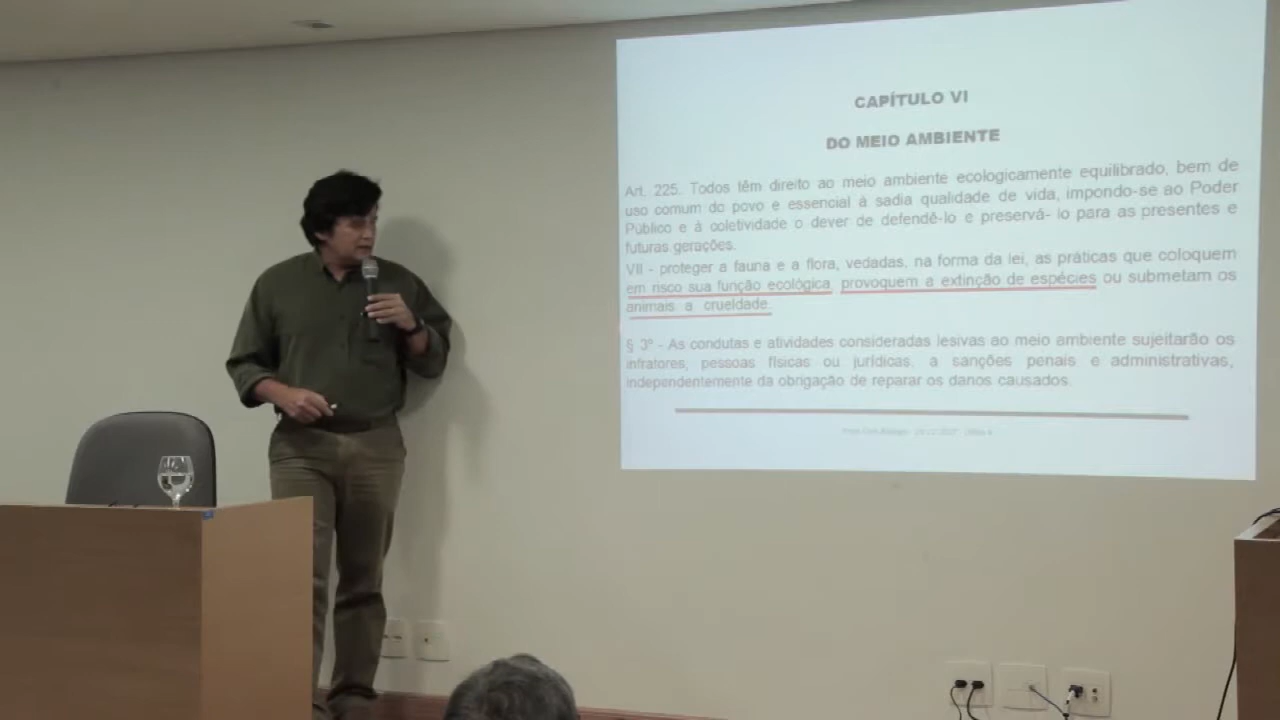 CAPÍTULO VI
DO MEIO AMBIENTE
Art. 225. Todos têm direito ao meio ambiente ecologicamente equilibrado, bem de
uso comum do povo e essencial à sadia qualidade de vida, impondo-se ao Poder
Público e à coletividade o dever de defendê-lo e preservá- lo para as presentes e
futuras gerações.
VII - proteger a fauna e a flora, vedadas, na forma da lei, as práticas que coloquem
em risco sua função ecológica, provoquem a extinção de espécies ou submetam os
animais a crueldade.
§ 3º - As condutas e atividades consideradas lesivas ao meio ambiente sujeitarão os
infratores, pessoas físicas ou jurídicas, a sanções penais e administrativas,
independentemente da obrigação de reparar os danos causados.